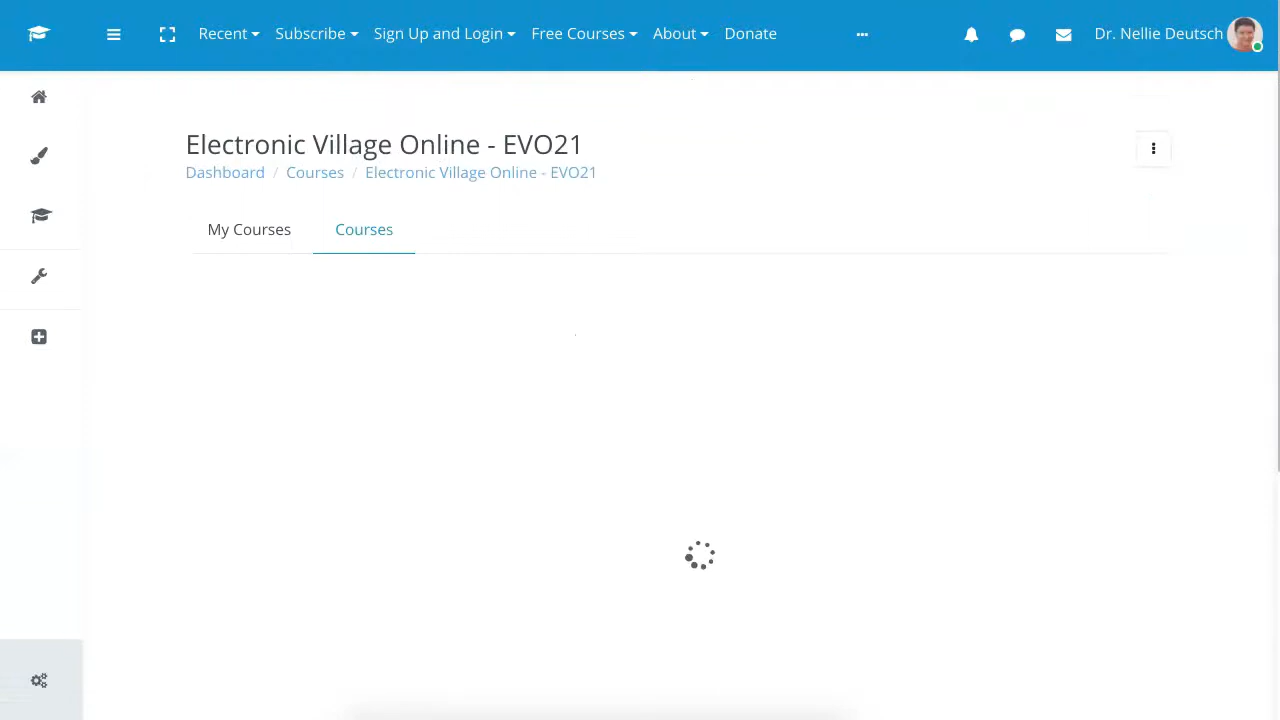 Recent Subscribe Sign Up and Login Free Courses About Donate Dr. Nellie Deutsch
Electronic Village Online - EVO21
Dashboard / Courses / Electronic Village Online - EVO21
My Courses Courses